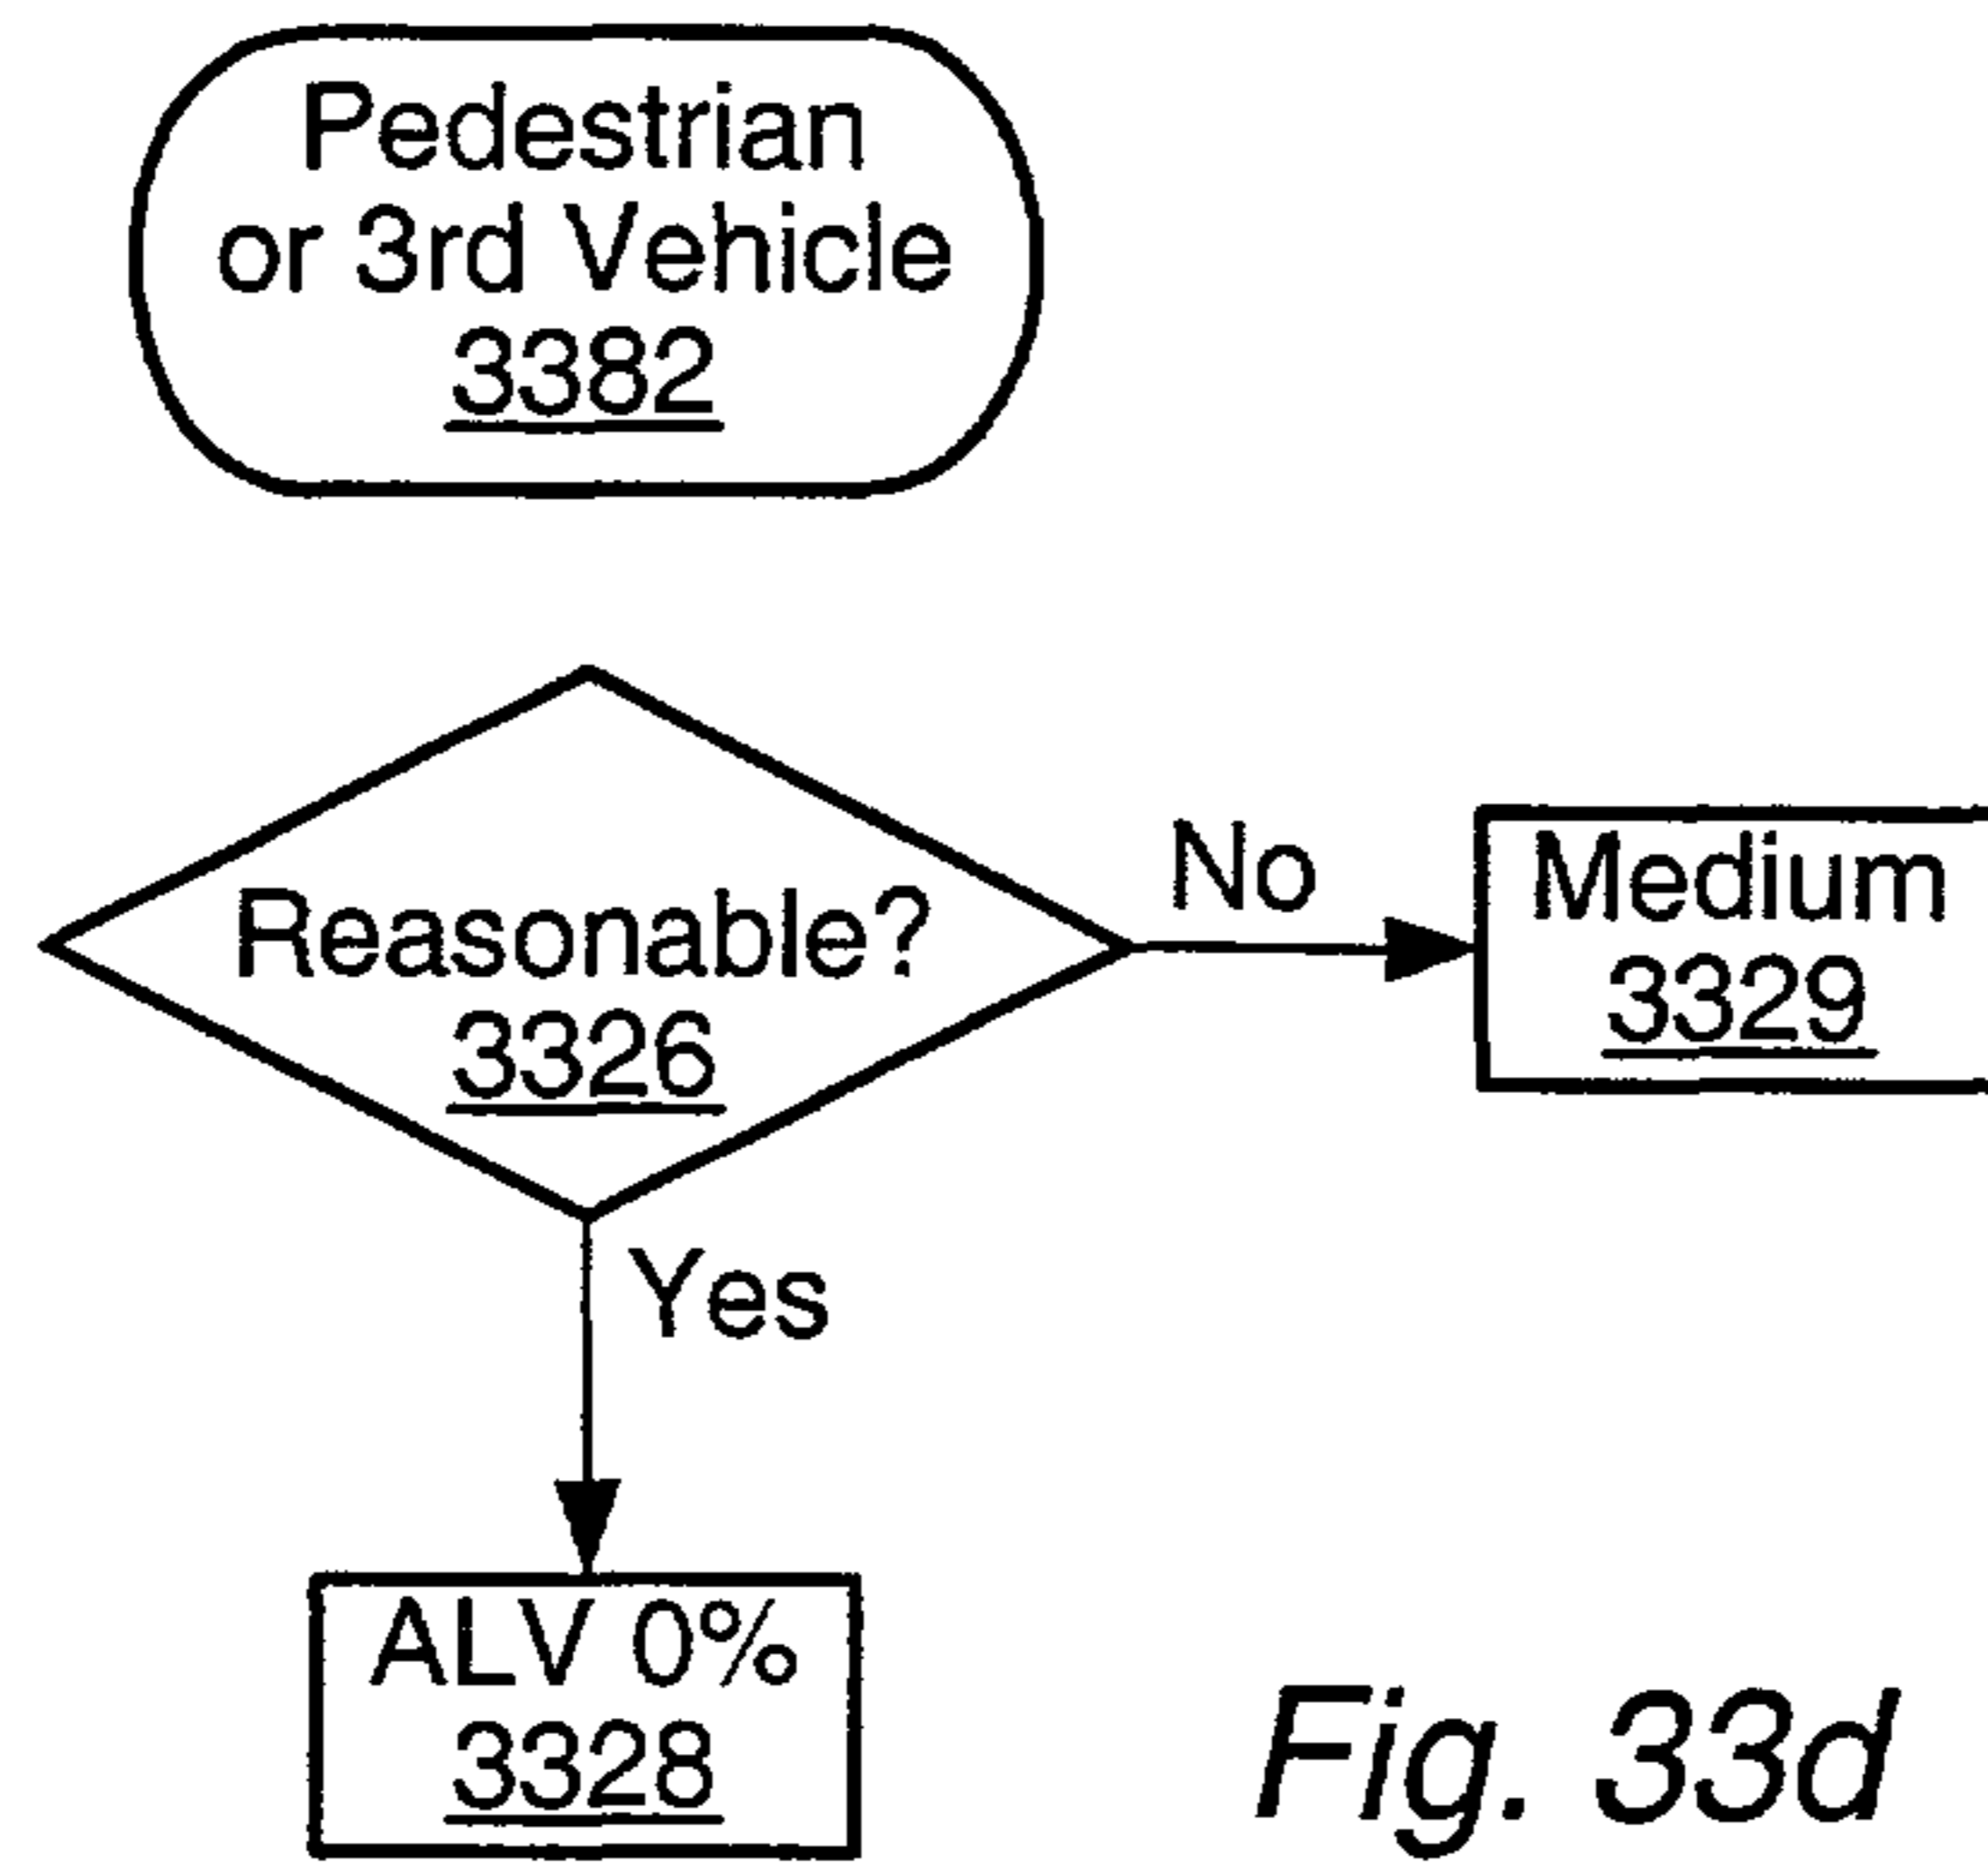 Pedestrian
or 3rd Vehicle
3382
Reasonable?
3326
No
Medium
3329
Yes
ALV 0%
3328
Fig. 33d